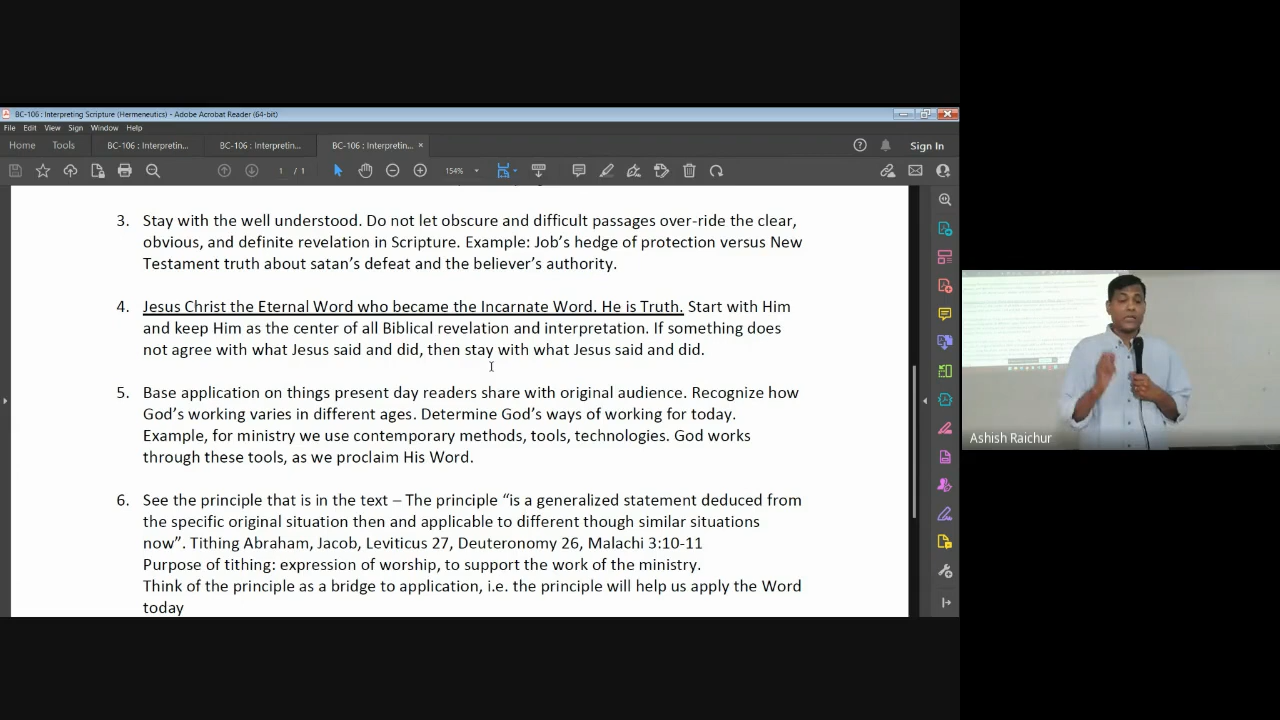 BC-106 : Interpreting Scripture (Hermeneutics) - Adobe Acrobat Reader (64-bit)
File Edit View Sign Window Help
Home Tools BC-106 : Interpretin... BC-106 : Interpretin... BC-106 : Interpretin... × Sign In
1 / 1 154%
3. Stay with the well understood. Do not let obscure and difficult passages over-ride the clear,
obvious, and definite revelation in Scripture. Example: Job's hedge of protection versus New
Testament truth about satan's defeat and the believer's authority.
4. Jesus Christ the Eternal Word who became the Incarnate Word. He is Truth. Start with Him
and keep Him as the center of all Biblical revelation and interpretation. If something does
not agree with what Jesus said and did, then stay with what Jesus said and did.
5. Base application on things present day readers share with original audience. Recognize how
God's working varies in different ages. Determine God's ways of working for today.
Example, for ministry we use contemporary methods, tools, technologies. God works
through these tools, as we proclaim His Word.
6. See the principle that is in the text – The principle "is a generalized statement deduced from
the specific original situation then and applicable to different though similar situations
now". Tithing Abraham, Jacob, Leviticus 27, Deuteronomy 26, Malachi 3:10-11
Purpose of tithing: expression of worship, to support the work of the ministry.
Think of the principle as a bridge to application, i.e. the principle will help us apply the Word
today
Ashish Raichur